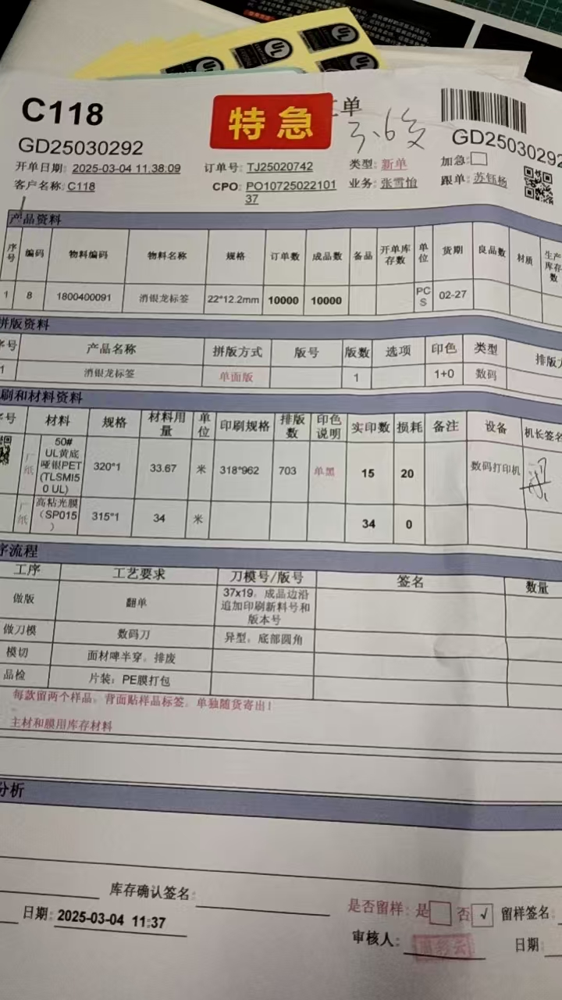 C118
特急
工单
3.6发
GD25030292
GD25030292
开单日期: 2025-03-04 11.38:09 订单号: TJ25020742 类型: 新单 加急:
客户名称: C118 CPO: PO1072502210137 业务: 张雪怡 跟单: 苏钰杨
产品资料
序号 编码 物料编码 物料名称 规格 订单数 成品数 备品 开单库存数 单位 货期 良品数 材质 生产库存数
1 8 1800400091 消银龙标签 22*12.2mm 10000 10000 PCS 02-27
拼版资料
序号 产品名称 拼版方式 版号 版数 选项 印色 类型 排版方
1 消银龙标签 单面版 1 1+0 数码
刷和材料资料
序号 材料 规格 材料用量 单位 印刷规格 排版数 印色说明 实印数 损耗 备注 设备 机长签名
厂纸 50# UL黄底哑银PET(TLSMI50 UL) 320*1 33.67 米 318*962 703 单黑 15 20 数码打印机
厂纸 高粘光膜（SP015） 315*1 34 米 34 0
序流程
工序 工艺要求 刀模号/版号 签名 数量
做版 翻单 37x19，成品边沿追加印刷新料号和版本号
做刀模 数码刀 异型，底部圆角
模切 面材啤半穿，排废
品检 片装；PE膜打包
每款留两个样品，背面贴样品标签，单独随货寄出！
主材和膜用库存材料
分析
库存确认签名:
日期: 2025-03-04 11:37
是否留样: 是 否 √ 留样签名
审核人: 日期